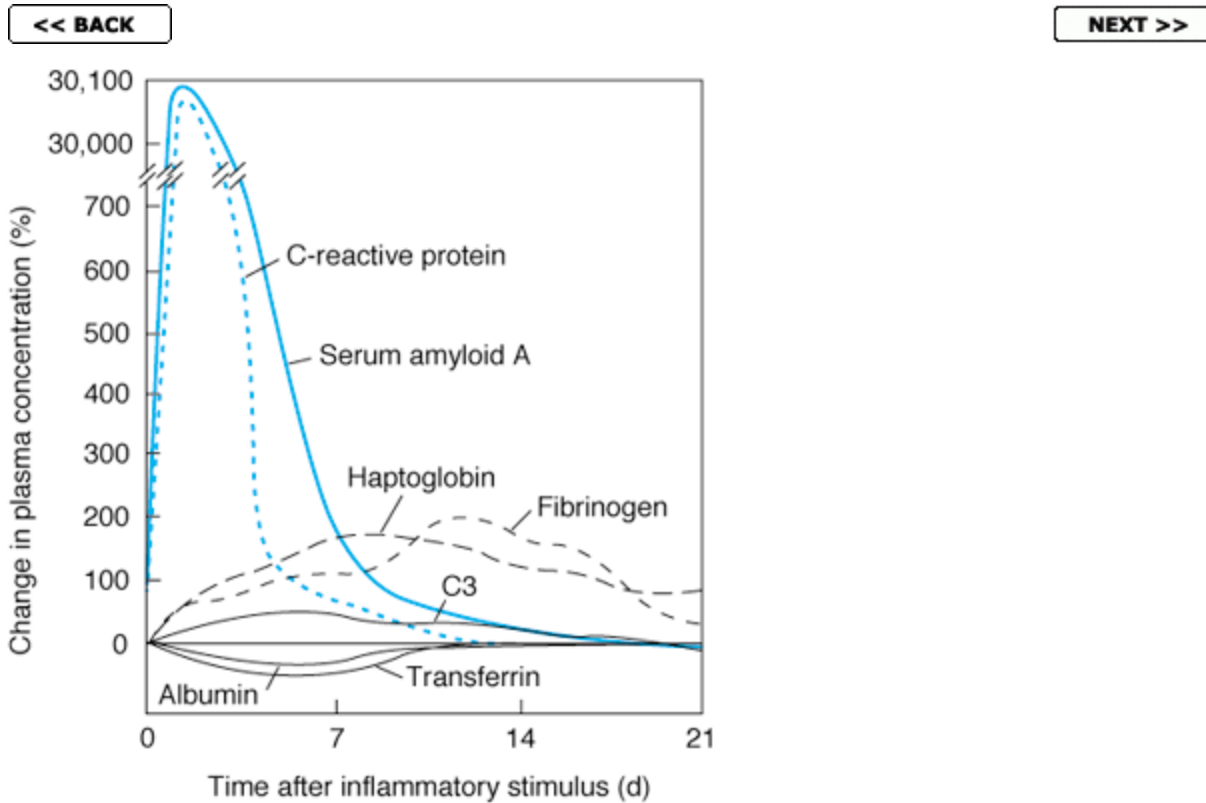 << BACK
NEXT >>
30,100
30,000
700
600
500
400
300
200
100
0
Change in plasma concentration (%)
C-reactive protein
Serum amyloid A
Haptoglobin
Fibrinogen
C3
Transferrin
Albumin
0
7
14
21
Time after inflammatory stimulus (d)